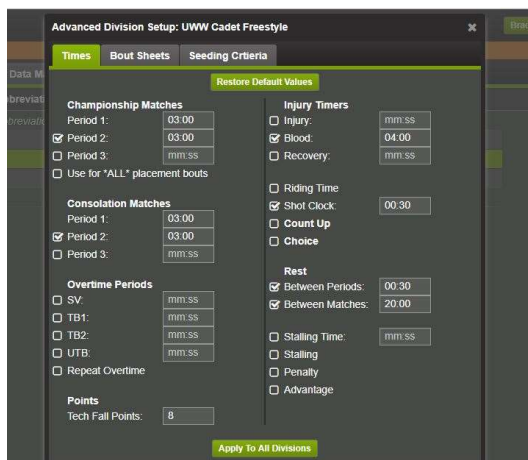 Advanced Division Setup: UWW Cadet Freestyle
Times Bout Sheets Seeding Crtieria
Restore Default Values
Championship Matches
Period 1: 03:00
Period 2: 03:00
Period 3: mm:ss
Use for *ALL* placement bouts
Consolation Matches
Period 1: 03:00
Period 2: 03:00
Period 3: mm:ss
Overtime Periods
SV: mm:ss
TB1: mm:ss
TB2: mm:ss
UTB: mm:ss
Repeat Overtime
Points
Tech Fall Points: 8
Injury Timers
Injury: mm:ss
Blood: 04:00
Recovery: mm:ss
Riding Time
Shot Clock: 00:30
Count Up
Choice
Rest
Between Periods: 00:30
Between Matches: 20:00
Stalling Time: mm:ss
Stalling
Penalty
Advantage
Apply To All Divisions
Data M